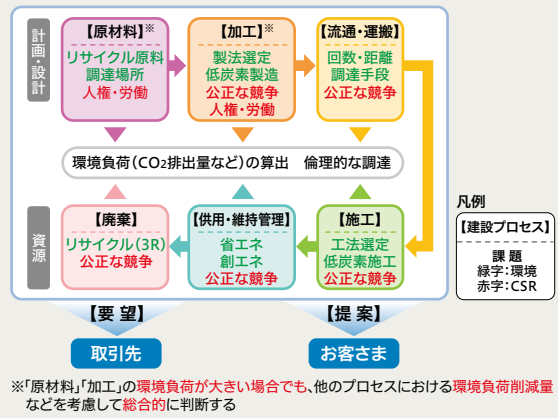 計画・設計
【原材料】※
リサイクル原料
調達場所
人権・労働
【加工】※
製法選定
低炭素製造
公正な競争
人権・労働
【流通・運搬】
回数・距離
調達手段
公正な競争
環境負荷（CO2排出量など）の算出　倫理的な調達
資源
【廃棄】
リサイクル（3R）
公正な競争
【供用・維持管理】
省エネ
創エネ
公正な競争
【施工】
工法選定
低炭素施工
公正な競争
凡例
【建設プロセス】
課題
緑字：環境
赤字：CSR
【要望】
取引先
【提案】
お客さま
※「原材料」「加工」の環境負荷が大きい場合でも、他のプロセスにおける環境負荷削減量
などを考慮して総合的に判断する